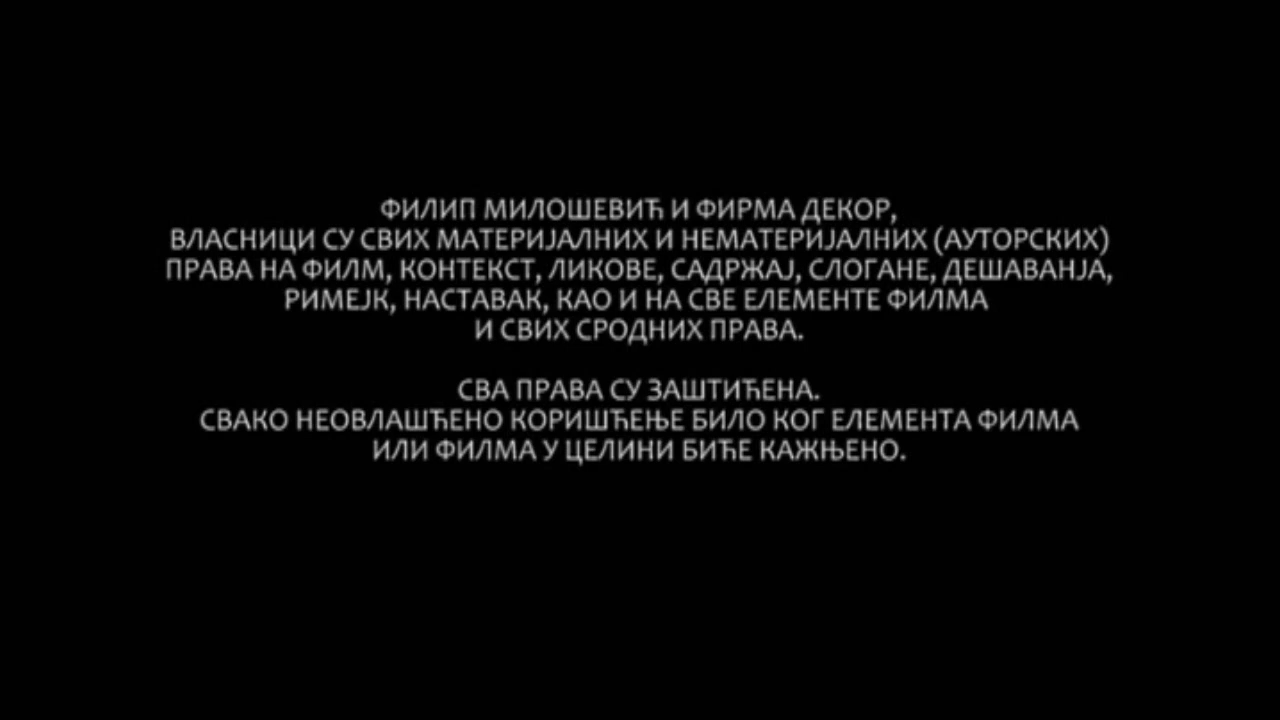 ФИЛИП МИЛОШЕВИЋ И ФИРМА ДЕКОР,
ВЛАСНИЦИ СУ СВИХ МАТЕРИЈАЛНИХ И НЕМАТЕРИЈАЛНИХ (АУТОРСКИХ)
ПРАВА НА ФИЛМ, КОНТЕКСТ, ЛИКОВЕ, САДРЖАЈ, СЛОГАНЕ, ДЕШАВАНЈА,
РИМЕЈК, НАСТАВАК, КАО И НА СВЕ ЕЛЕМЕНТЕ ФИЛМА
И СВИХ СРОДНИХ ПРАВА.
СВА ПРАВА СУ ЗАШТИЋЕНА.
СВАКО НЕОВЛАШЋЕНО КОРИШЋЕЊЕ БИЛО КОГ ЕЛЕМЕНТА ФИЛМА
ИЛИ ФИЛМА У ЦЕЛИНИ БИЋЕ КАЖЊЕНО.